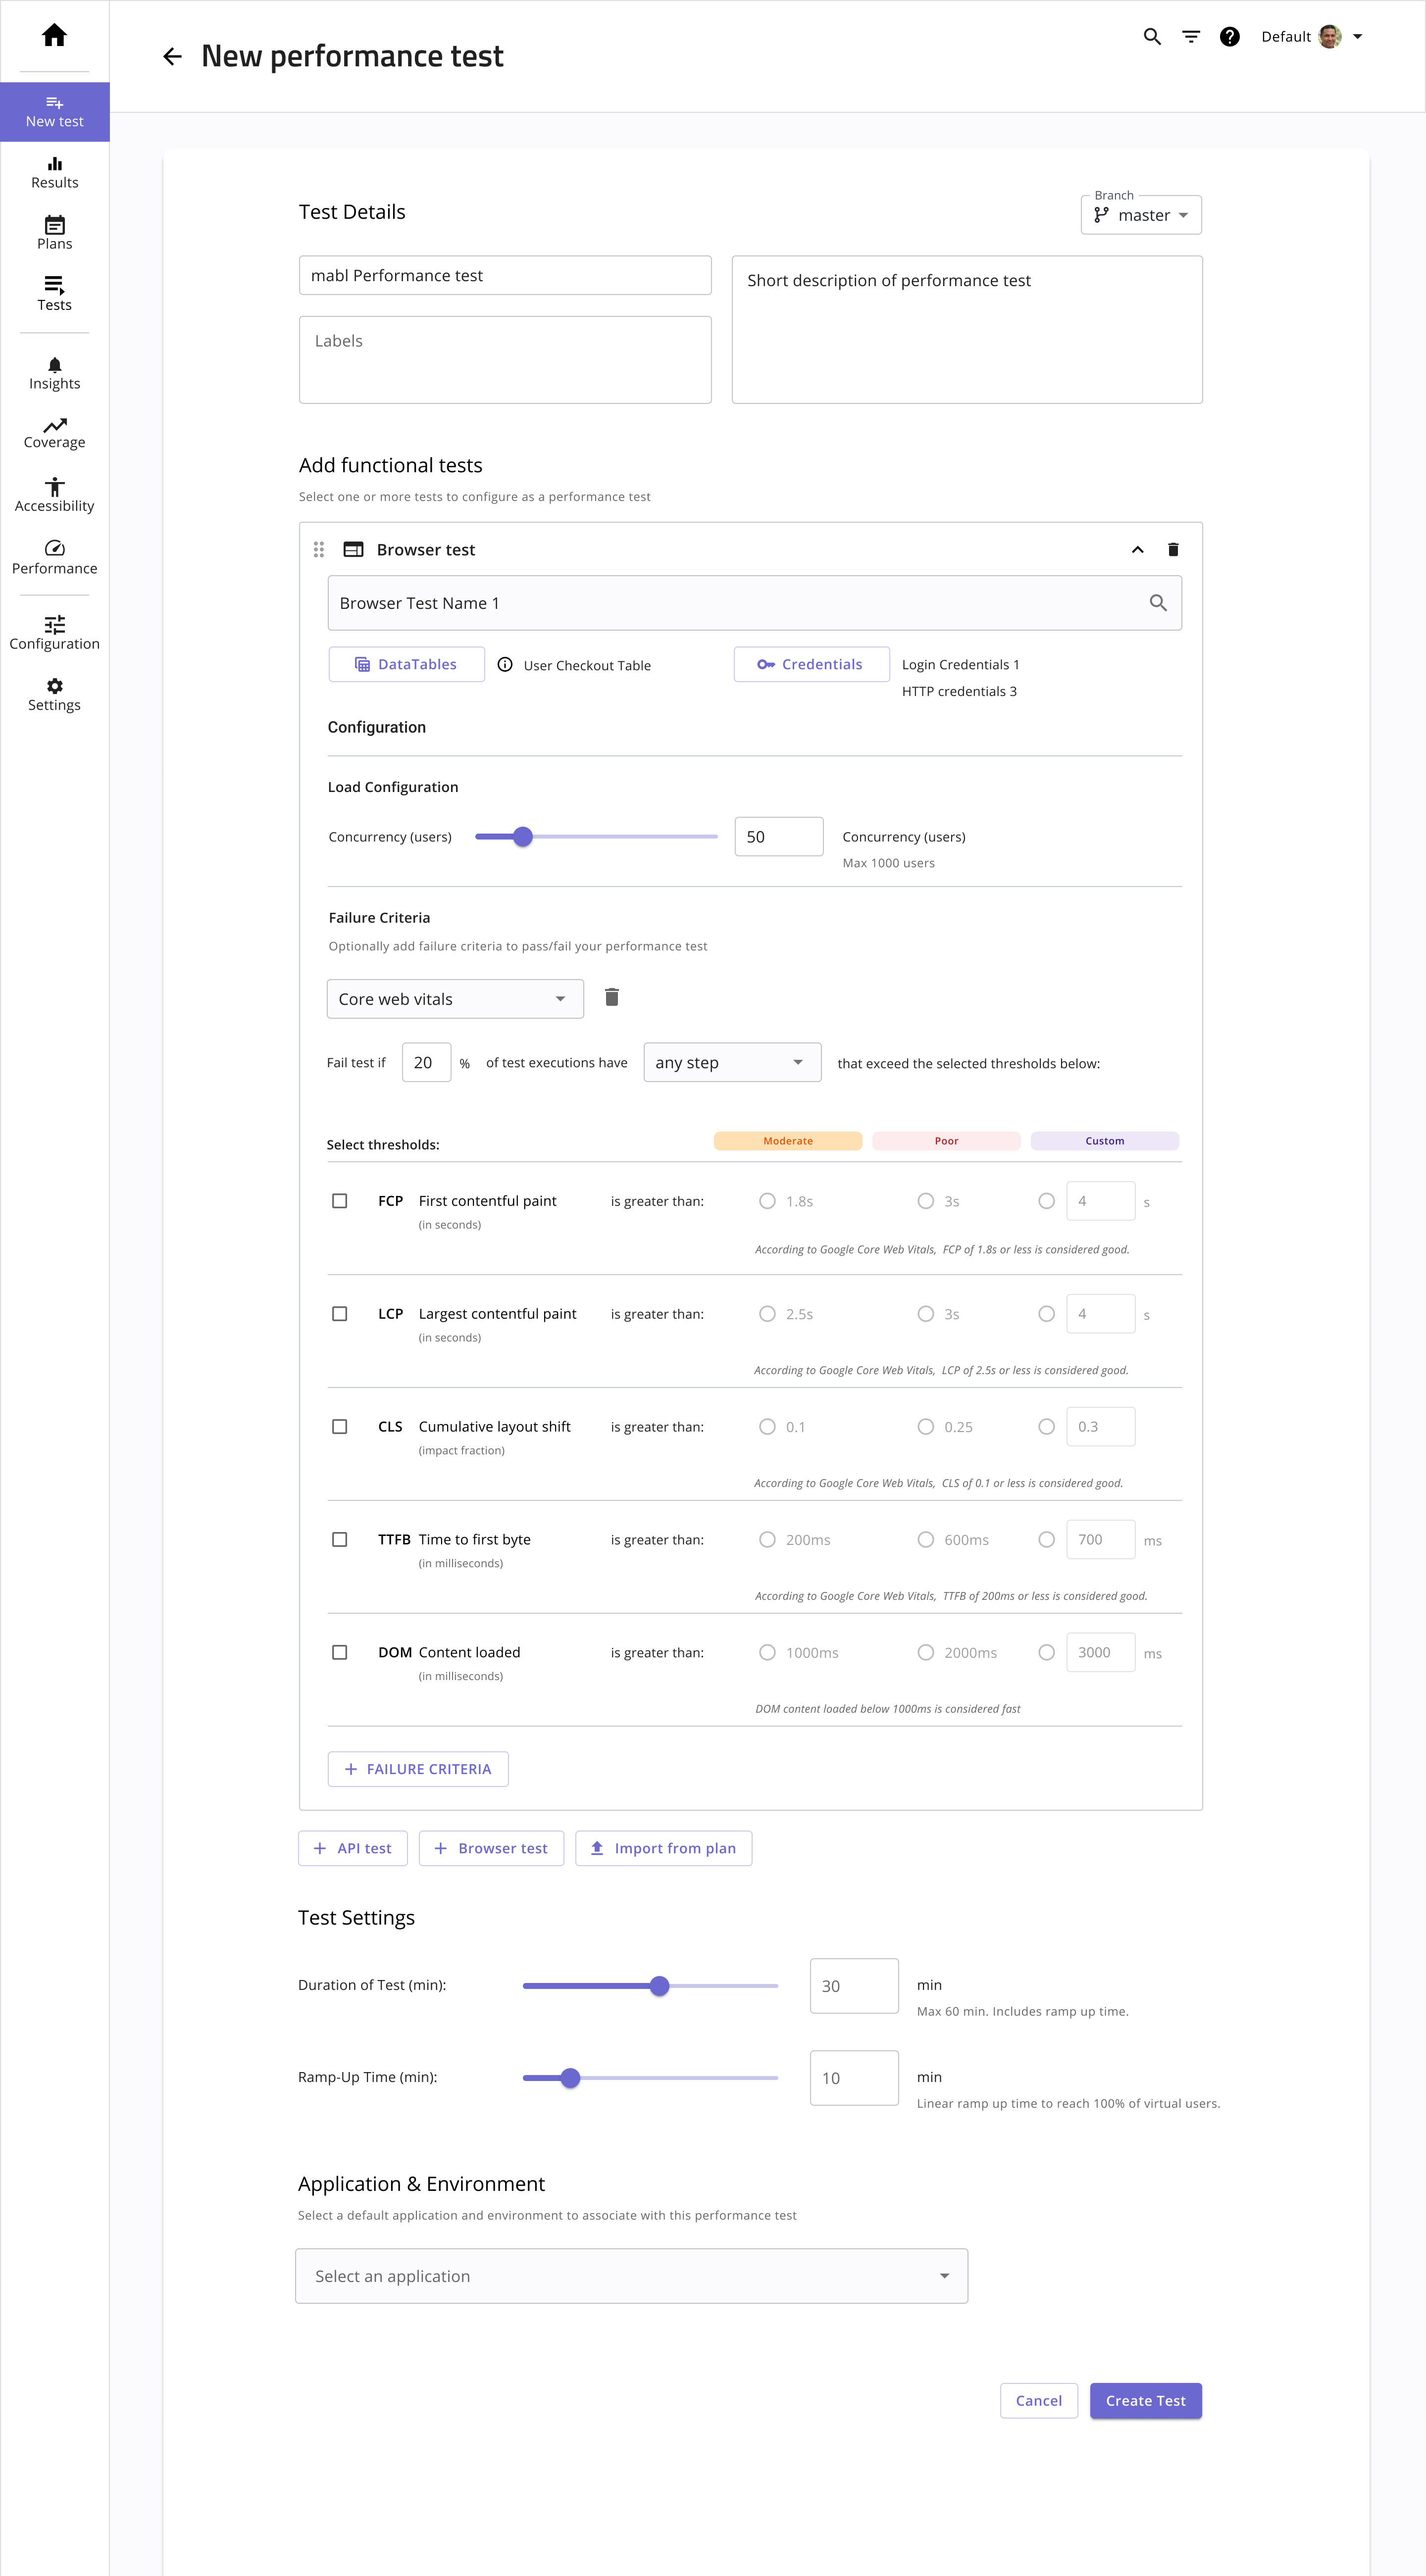 New performance test
Default
New test
Results
Plans
Tests
Insights
Coverage
Accessibility
Performance
Configuration
Settings
Test Details
Branch
master
mabl Performance test
Short description of performance test
Labels
Add functional tests
Select one or more tests to configure as a performance test
Browser test
Browser Test Name 1
DataTables
User Checkout Table
Credentials
Login Credentials 1
HTTP credentials 3
Configuration
Load Configuration
Concurrency (users)
50
Concurrency (users)
Max 1000 users
Failure Criteria
Optionally add failure criteria to pass/fail your performance test
Core web vitals
Fail test if 20 % of test executions have any step that exceed the selected thresholds below:
Select thresholds: Moderate Poor Custom
FCP First contentful paint is greater than: 1.8s 3s 4 s
(in seconds)
According to Google Core Web Vitals, FCP of 1.8s or less is considered good.
LCP Largest contentful paint is greater than: 2.5s 3s 4 s
(in seconds)
According to Google Core Web Vitals, LCP of 2.5s or less is considered good.
CLS Cumulative layout shift is greater than: 0.1 0.25 0.3
(impact fraction)
According to Google Core Web Vitals, CLS of 0.1 or less is considered good.
TTFB Time to first byte is greater than: 200ms 600ms 700 ms
(in milliseconds)
According to Google Core Web Vitals, TTFB of 200ms or less is considered good.
DOM Content loaded is greater than: 1000ms 2000ms 3000 ms
(in milliseconds)
DOM content loaded below 1000ms is considered fast
FAILURE CRITERIA
API test
Browser test
Import from plan
Test Settings
Duration of Test (min): 30 min
Max 60 min. Includes ramp up time.
Ramp-Up Time (min): 10 min
Linear ramp up time to reach 100% of virtual users.
Application & Environment
Select a default application and environment to associate with this performance test
Select an application
Cancel
Create Test